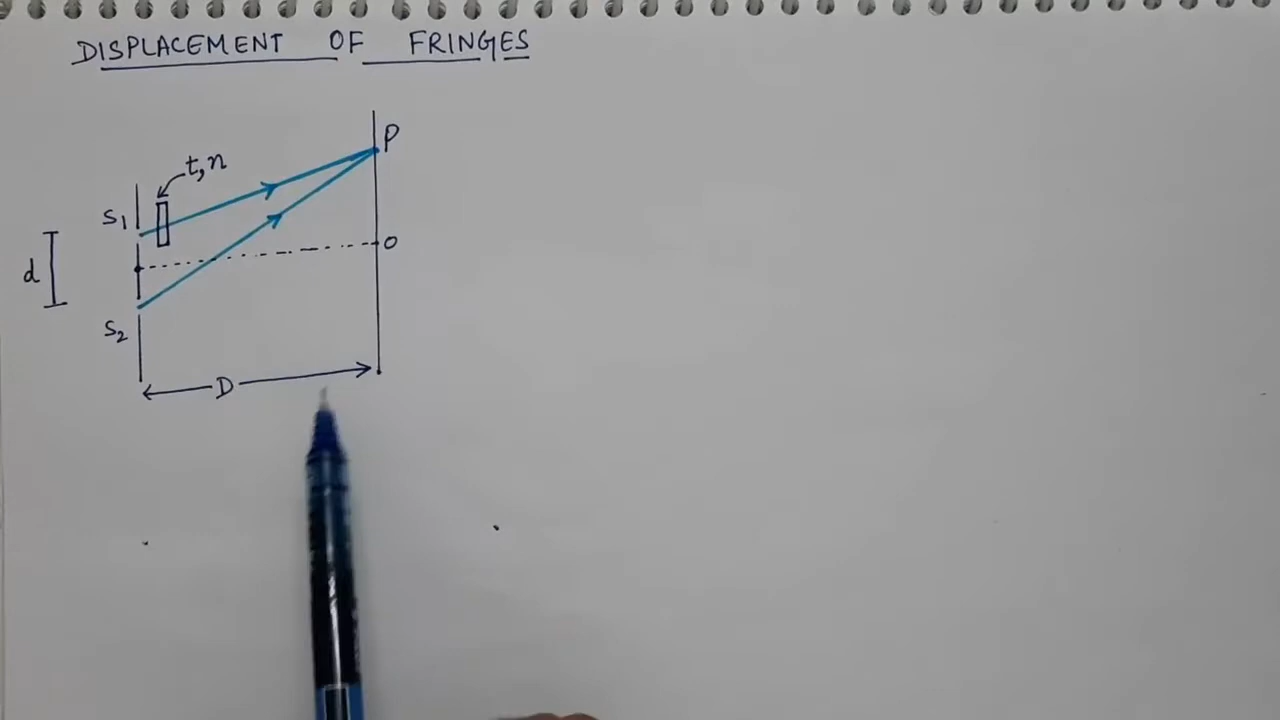 DISPLACEMENT OF FRINGES
P
t,n
S1
O
d
S2
D